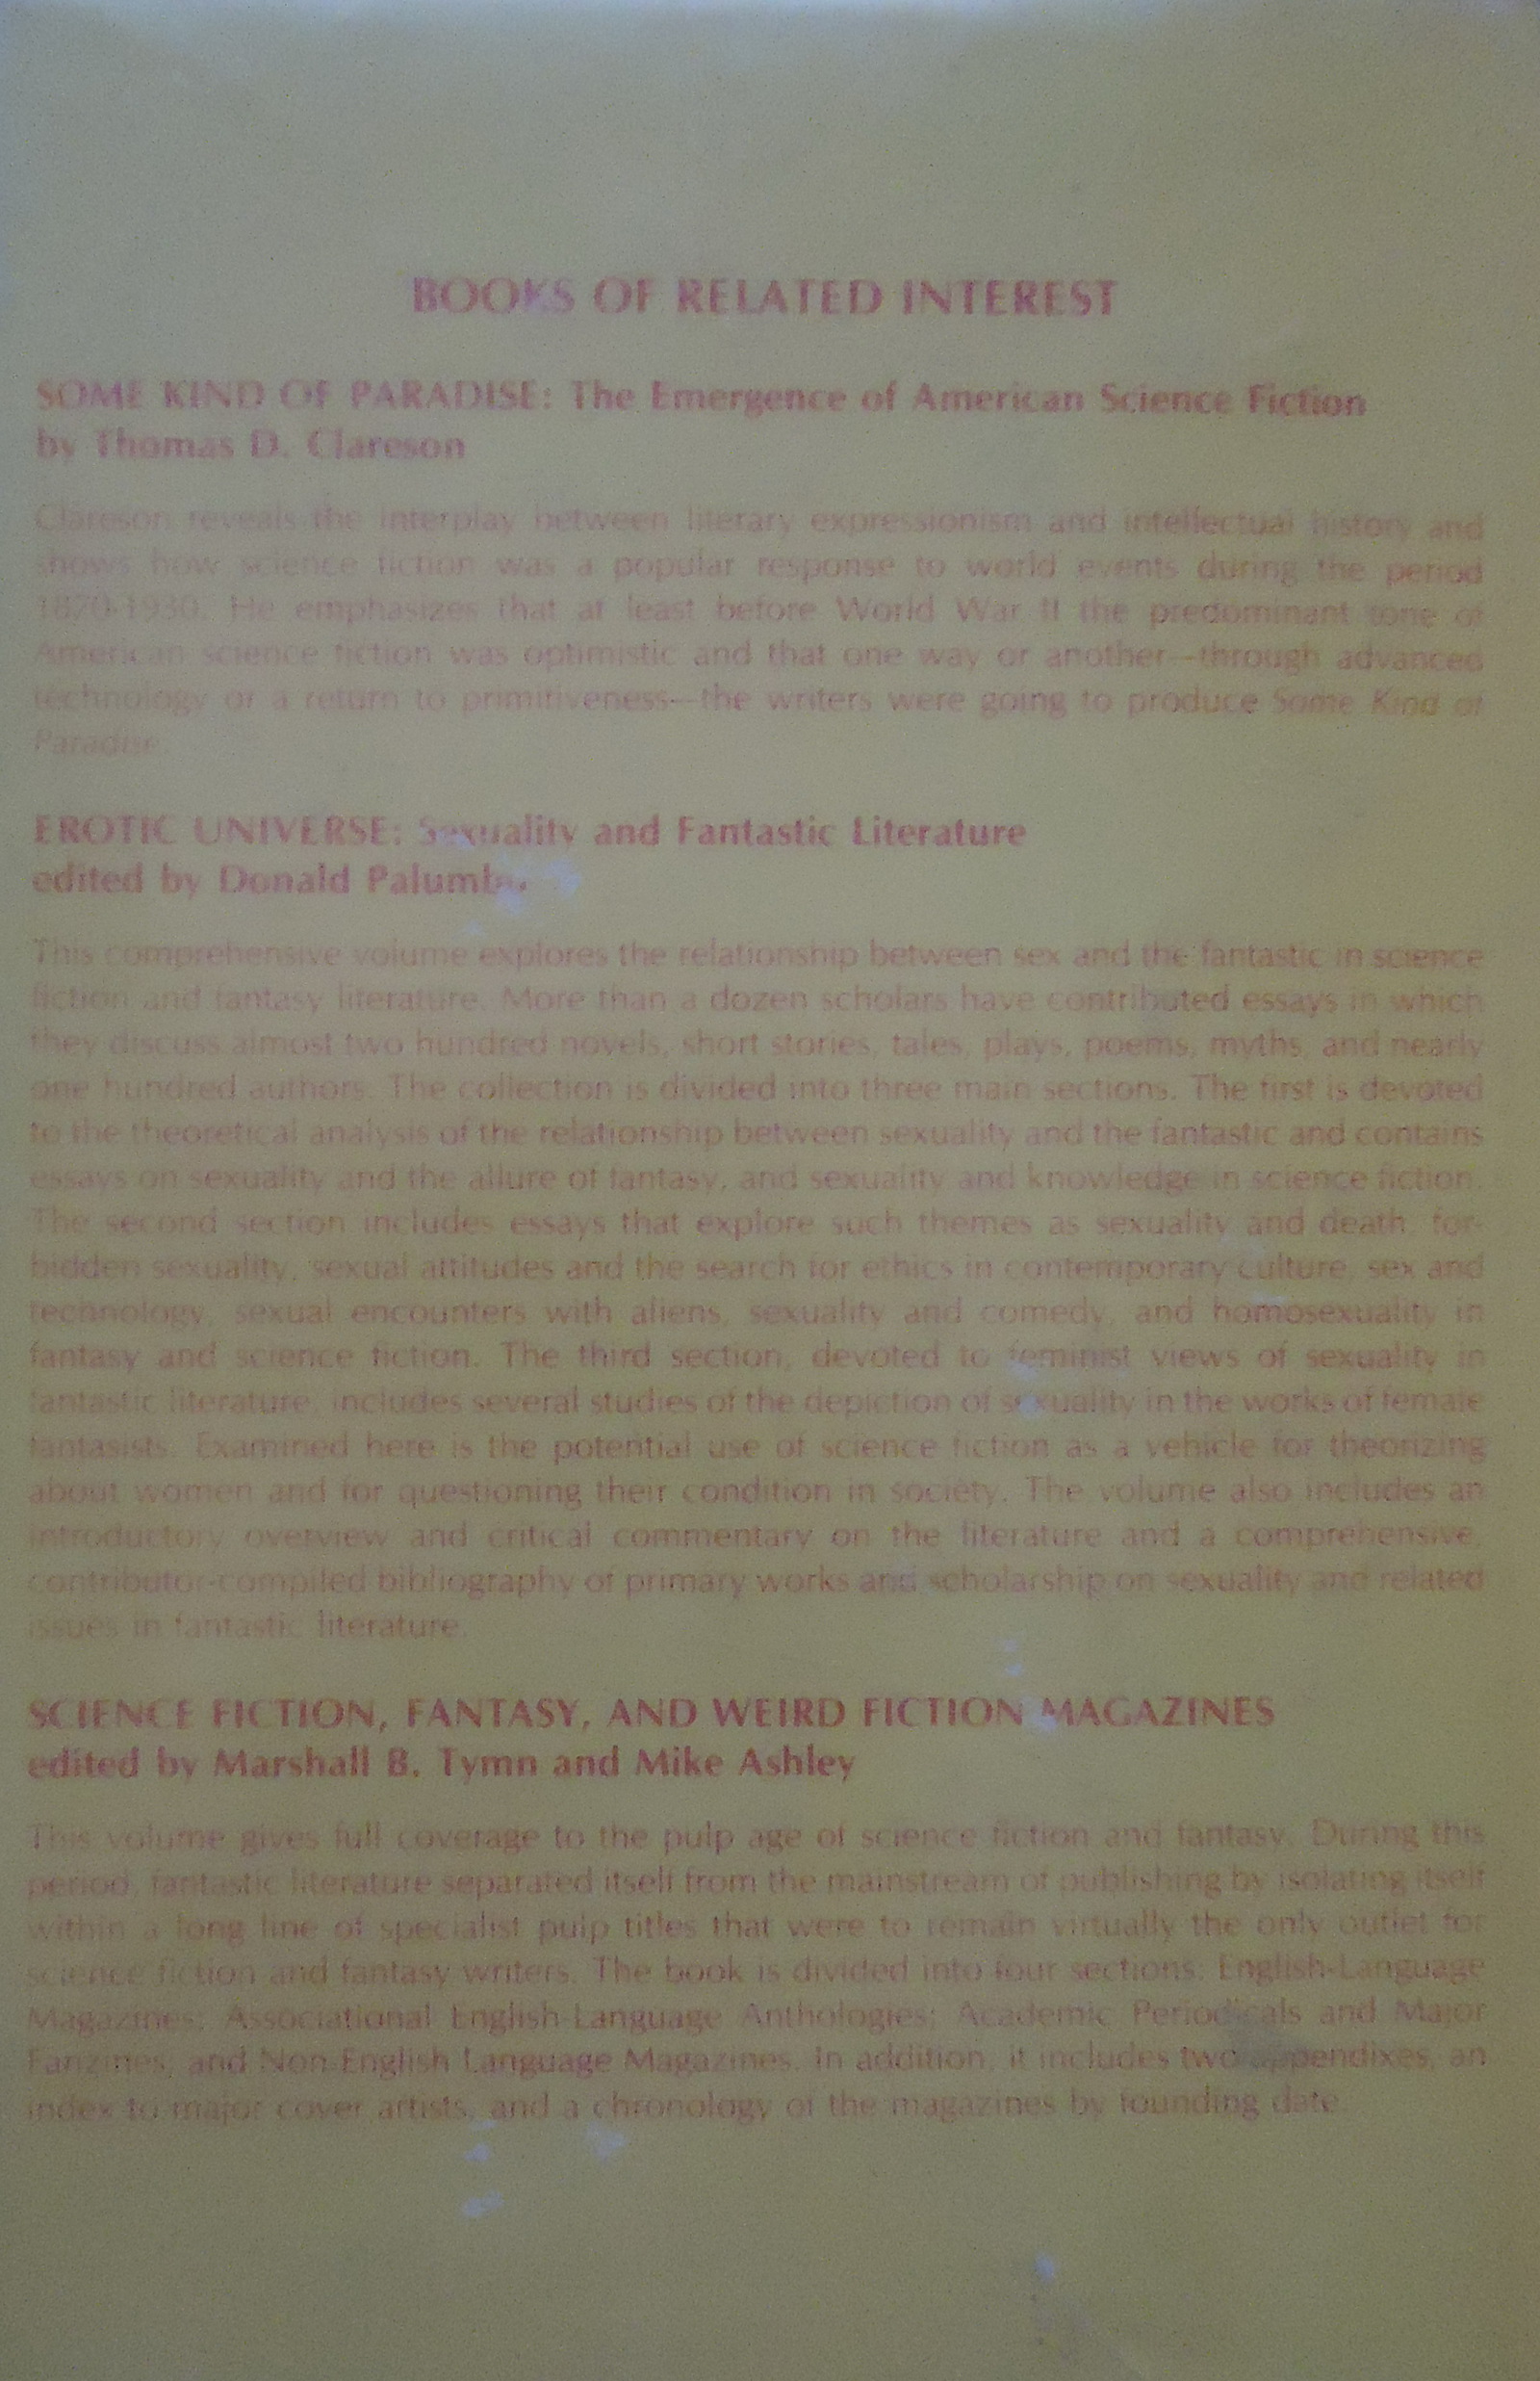 BOOKS OF RELATED INTEREST
SOME KIND OF PARADISE: The Emergence of American Science Fiction
by Thomas D. Clareson
Clareson reveals the interplay between literary expressionism and intellectual history and
shows how science fiction was a popular response to world events during the period
1870-1930. He emphasizes that at least before World War II the predominant tone of
American science fiction was optimistic and that one way or another—through advanced
technology or a return to primitiveness—the writers were going to produce Some Kind of
Paradise.
EROTIC UNIVERSE: Sexuality and Fantastic Literature
edited by Donald Palumbo
This comprehensive volume explores the relationship between sex and the fantastic in science
fiction and fantasy literature. More than a dozen scholars have contributed essays in which
they discuss almost two hundred novels, short stories, tales, plays, poems, myths, and nearly
one hundred authors. The collection is divided into three main sections. The first is devoted
to the theoretical analysis of the relationship between sexuality and the fantastic and contains
essays on sexuality and the allure of fantasy, and sexuality and knowledge in science fiction.
The second section includes essays that explore such themes as sexuality and death, for-
bidden sexuality, sexual attitudes and the search for ethics in contemporary culture, sex and
technology, sexual encounters with aliens, sexuality and comedy, and homosexuality in
fantasy and science fiction. The third section, devoted to feminist views of sexuality in
fantastic literature, includes several studies of the depiction of sexuality in the works of female
fantasists. Examined here is the potential use of science fiction as a vehicle for theorizing
about women and for questioning their condition in society. The volume also includes an
introductory overview and critical commentary on the literature and a comprehensive,
contributor-compiled bibliography of primary works and scholarship on sexuality and related
issues in fantastic literature.
SCIENCE FICTION, FANTASY, AND WEIRD FICTION MAGAZINES
edited by Marshall B. Tymn and Mike Ashley
This volume gives full coverage to the pulp age of science fiction and fantasy. During this
period, fantastic literature separated itself from the mainstream of publishing by isolating itself
within a long line of specialist pulp titles that were to remain virtually the only outlet for
science fiction and fantasy writers. The book is divided into four sections: English-Language
Magazines; Associational English-Language Anthologies; Academic Periodicals and Major
Fanzines; and Non-English Language Magazines. In addition, it includes two appendixes, an
index to major cover artists, and a chronology of the magazines by founding date.